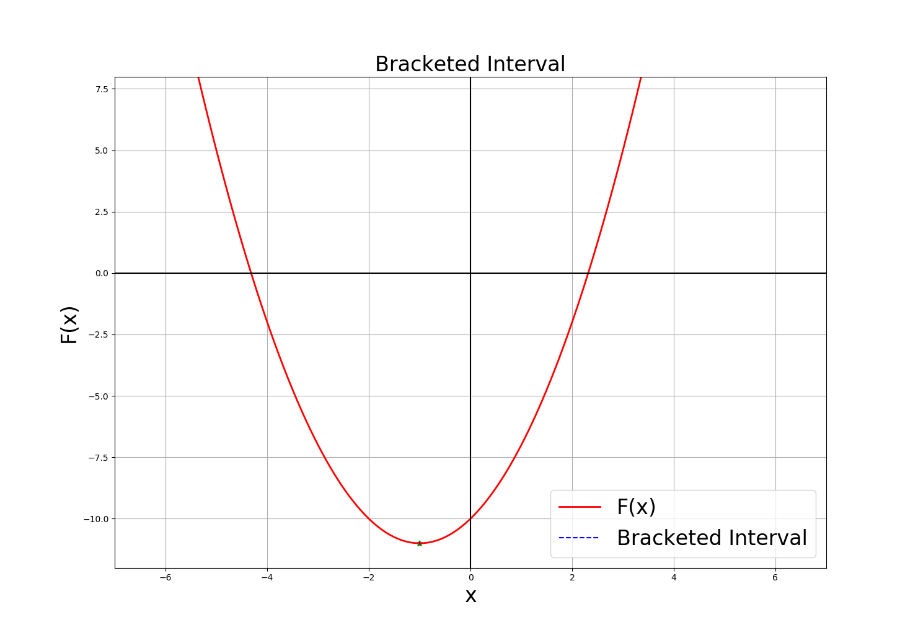 Bracketed Interval
7.5
5.0
2.5
0.0
−2.5
−5.0
−7.5
−10.0
F(x)
F(x)
Bracketed Interval
−6 −4 −2 0 2 4 6
x